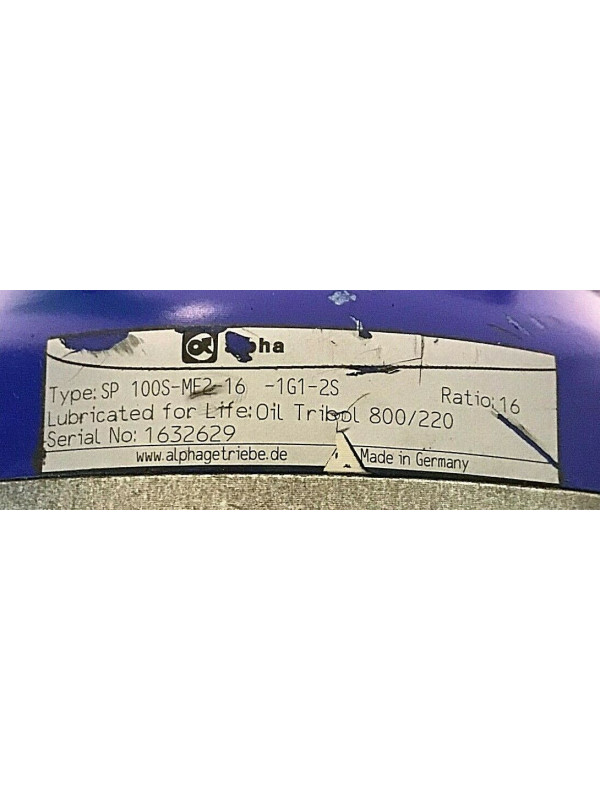 alpha
Type: SP 100S-MF2-16 -1G1-2S Ratio: 16
Lubricated for Life: Oil Tribol 800/220
Serial No: 1632629
www.alphagetriebe.de Made in Germany